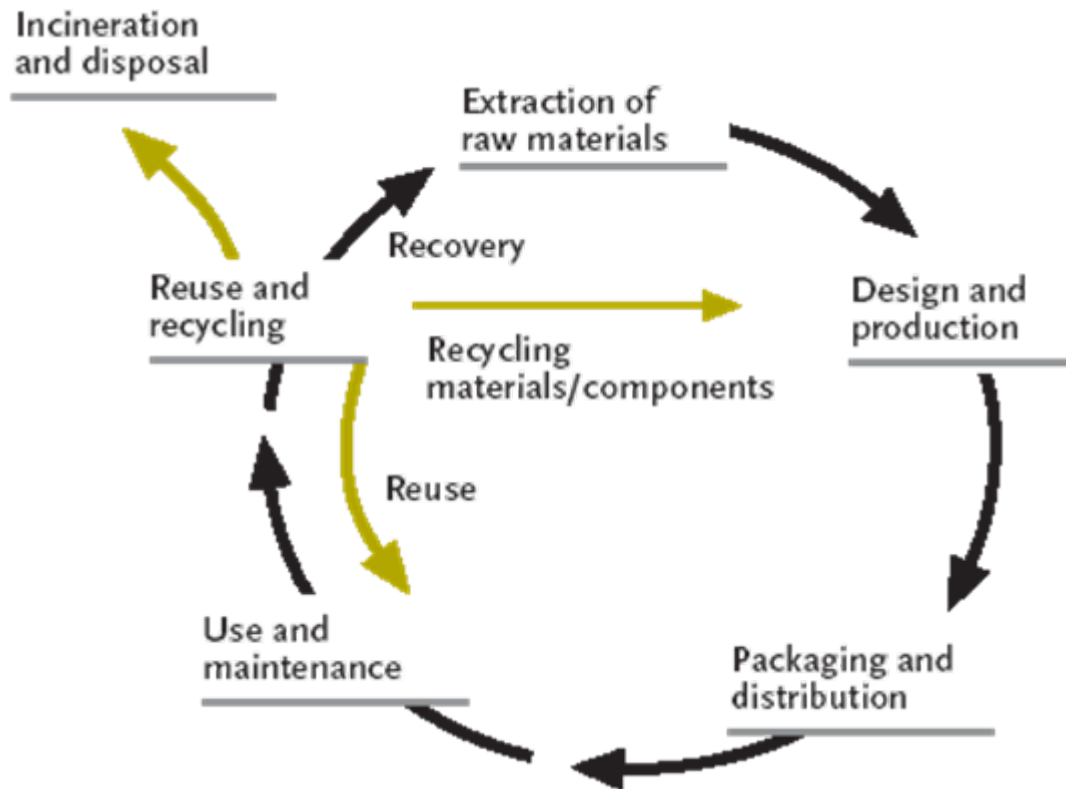 Incineration
and disposal
Extraction of
raw materials
Recovery
Reuse and
recycling
Design and
production
Recycling
materials/components
Reuse
Use and
maintenance
Packaging and
distribution